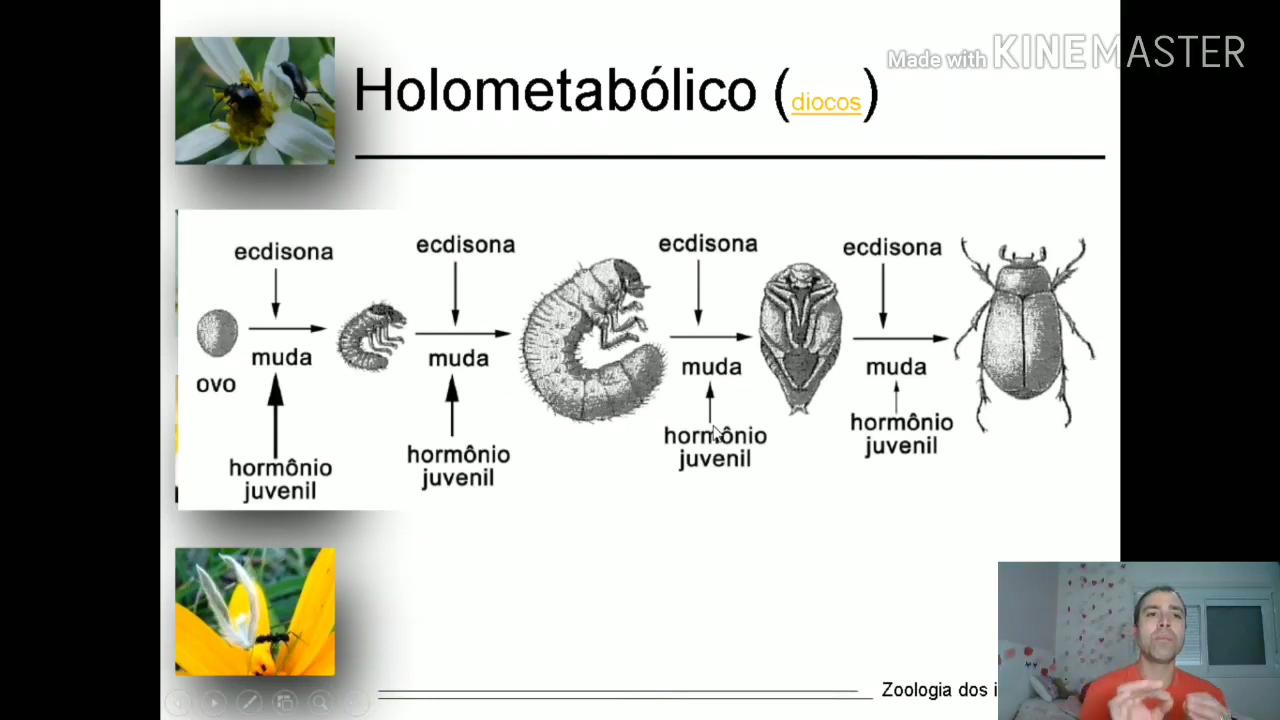 Made with KINEMASTER
Holometabólico (diocos)
ecdisona
ecdisona
ecdisona
ecdisona
muda
muda
muda
muda
ovo
hormônio
juvenil
hormônio
juvenil
hormônio
juvenil
hormônio
juvenil
Zoologia dos i